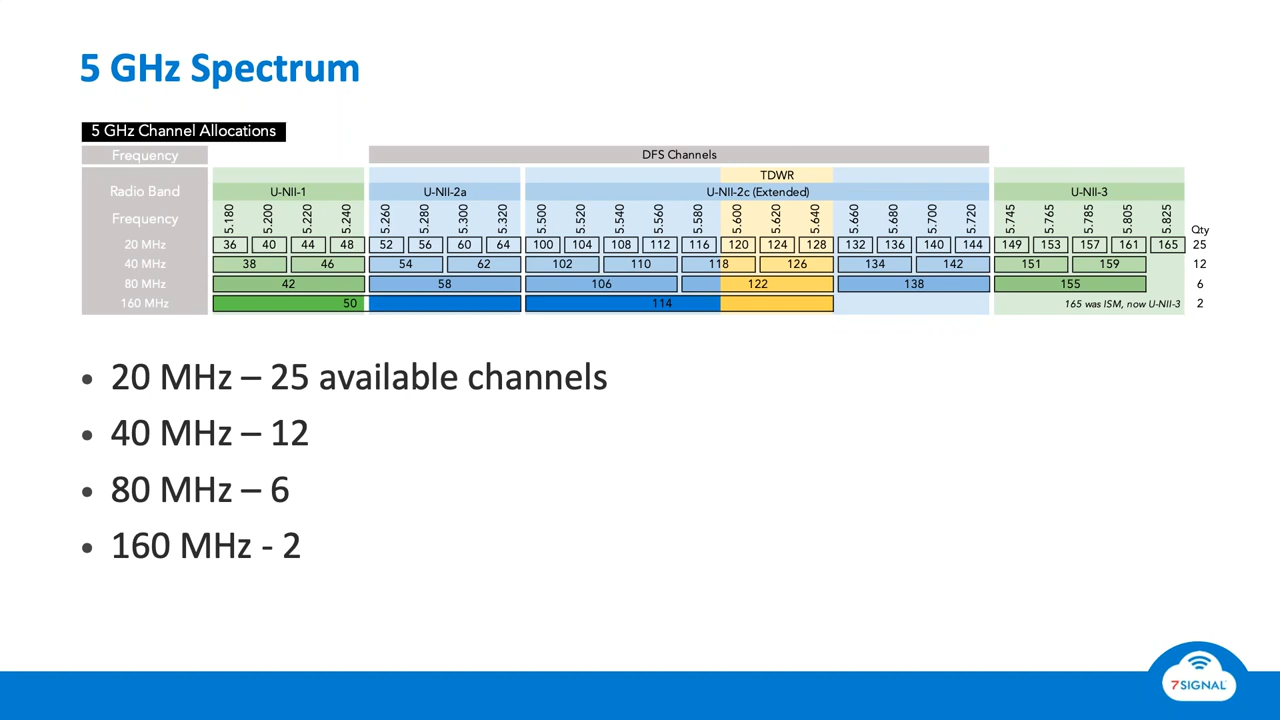 5 GHz Spectrum
5 GHz Channel Allocations
Frequency DFS Channels
TDWR
Radio Band U-NII-1 U-NII-2a U-NII-2c (Extended) U-NII-3
Frequency 5.180 5.200 5.220 5.240 5.260 5.280 5.300 5.320 5.500 5.520 5.540 5.560 5.580 5.600 5.620 5.640 5.660 5.680 5.700 5.720 5.745 5.765 5.785 5.805 5.825 Qty
20 MHz 36 40 44 48 52 56 60 64 100 104 108 112 116 120 124 128 132 136 140 144 149 153 157 161 165 25
40 MHz 38 46 54 62 102 110 118 126 134 142 151 159 12
80 MHz 42 58 106 122 138 155 6
160 MHz 50 114 165 was ISM, now U-NII-3 2
• 20 MHz – 25 available channels
• 40 MHz – 12
• 80 MHz – 6
• 160 MHz - 2
7SIGNAL